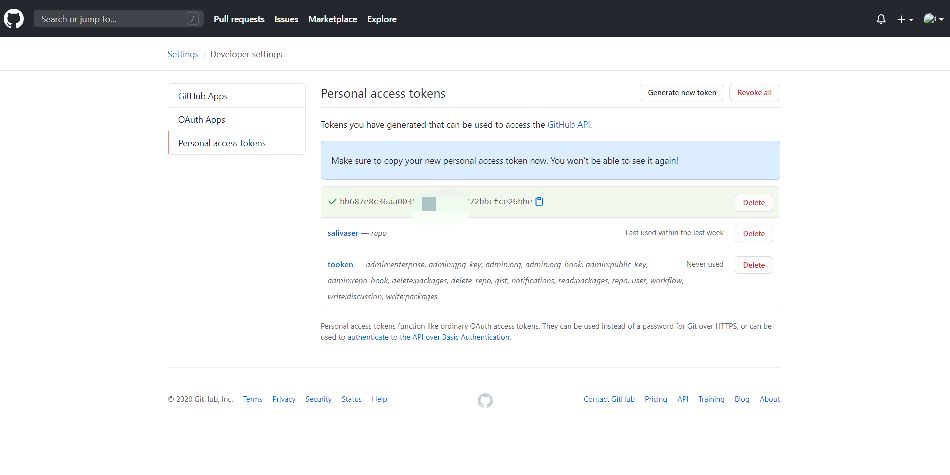 Search or jump to... /
Pull requests Issues Marketplace Explore
Settings / Developer settings
GitHub Apps
OAuth Apps
Personal access tokens
Personal access tokens
Generate new token
Revoke all
Tokens you have generated that can be used to access the GitHub API.
Make sure to copy your new personal access token now. You won't be able to see it again!
Delete
salivaser — repo
Last used within the last week
Delete
tooken — admin:enterprise, admin:gpg_key, admin:org, admin:org_hook, admin:public_key,
admin:repo_hook, delete:packages, delete_repo, gist, notifications, read:packages, repo, user, workflow,
write:discussion, write:packages
Never used
Delete
Personal access tokens function like ordinary OAuth access tokens. They can be used instead of a password for Git over HTTPS, or can be
used to authenticate to the API over Basic Authentication.
© 2020 GitHub, Inc. Terms Privacy Security Status Help
Contact GitHub Pricing API Training Blog About